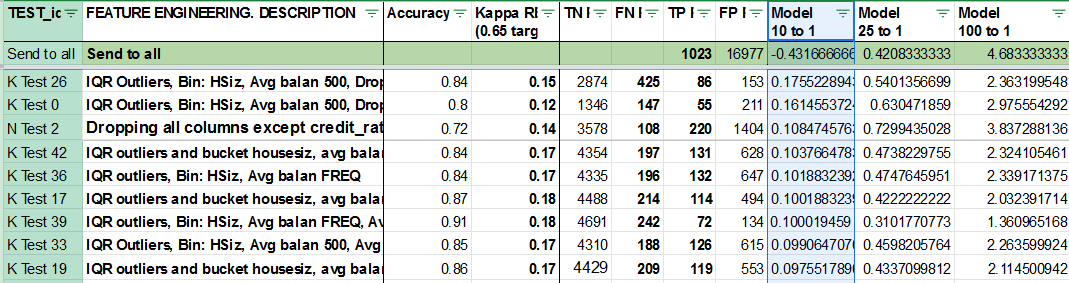 TEST_ic FEATURE ENGINEERING. DESCRIPTION Accuracy Kappa RI TN FN TP FP Model Model Model
(0.65 targ 10 to 1 25 to 1 100 to 1
Send to all Send to all 1023 16977 -0.431666666 0.4208333333 4.683333333
K Test 26 IQR Outliers, Bin: HSiz, Avg balan 500, Drop 0.84 0.15 2874 425 86 153 0.175522894 0.5401356699 2.363199548
K Test 0 IQR Outliers, Bin: HSiz, Avg balan 500, Drop 0.8 0.12 1346 147 55 211 0.161455372 0.630471859 2.975554292
N Test 2 Dropping all columns except credit_rat 0.72 0.14 3578 108 220 1404 0.108474576 0.7299435028 3.837288136
K Test 42 IQR outliers and bucket housesiz, avg balar 0.84 0.17 4354 197 131 628 0.103766478 0.4738229755 2.324105461
K Test 36 IQR outliers, Bin: HSiz, Avg balan FREQ 0.84 0.17 4335 196 132 647 0.101883239 0.4747645951 2.339171375
K Test 17 IQR outliers and bucket housesiz, avg balar 0.87 0.18 4488 214 114 494 0.100188323 0.4222222222 2.032391714
K Test 39 IQR outliers, Bin: HSiz, Avg balan FREQ, Av 0.91 0.18 4691 242 72 134 0.100019459 0.3101770773 1.360965168
K Test 33 IQR Outliers, Bin: HSiz, Avg balan 500, Avg 0.85 0.17 4310 188 126 615 0.099064707 0.4598205764 2.263599924
K Test 19 IQR outliers and bucket housesiz, avg balar 0.86 0.17 4429 209 119 553 0.097551789 0.4337099812 2.114500942